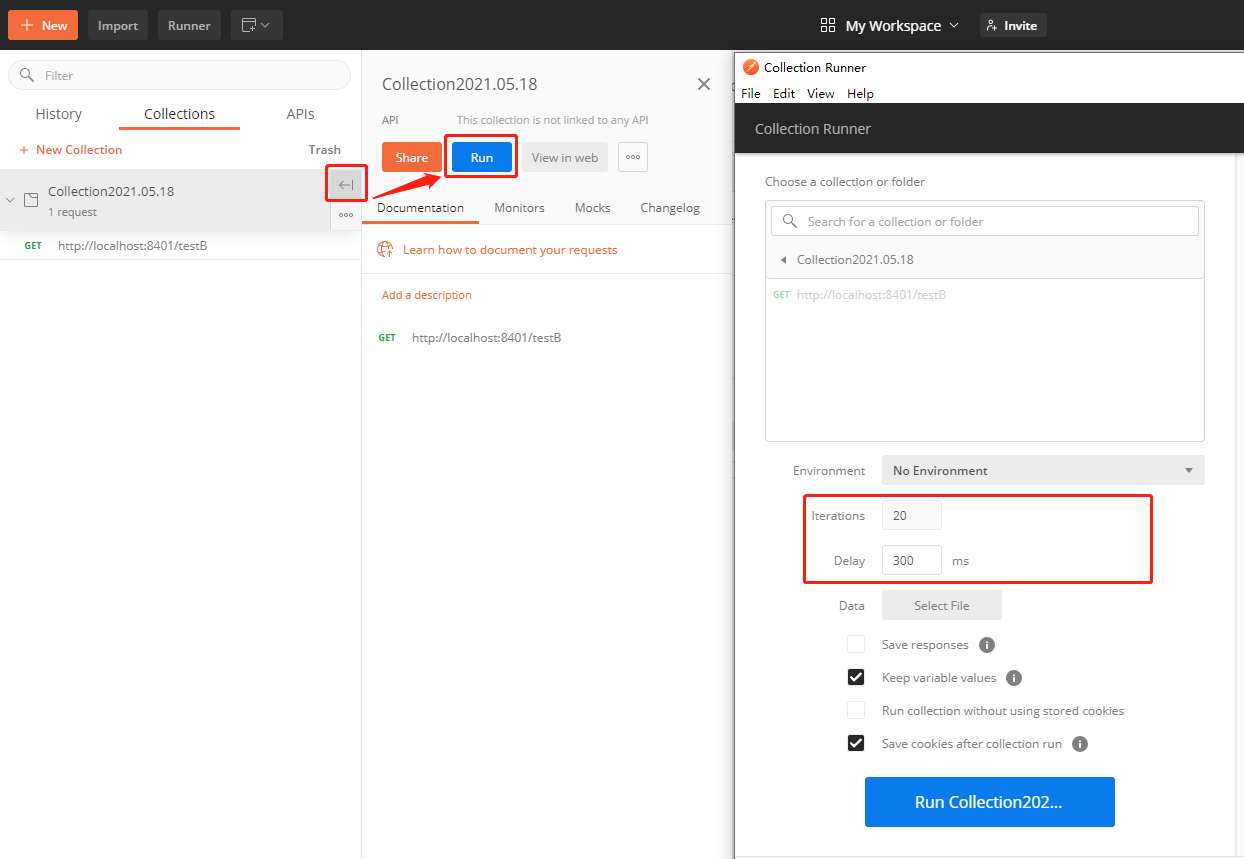 New
Import
Runner
My Workspace
Invite
Filter
History
Collections
APIs
+ New Collection
Trash
Collection2021.05.18
1 request
GET http://localhost:8401/testB
Collection2021.05.18
API
This collection is not linked to any API
Share
Run
View in web
Documentation
Monitors
Mocks
Changelog
Learn how to document your requests
Add a description
GET http://localhost:8401/testB
Collection Runner
File Edit View Help
Collection Runner
Choose a collection or folder
Search for a collection or folder
Collection2021.05.18
GET http://localhost:8401/testB
Environment No Environment
Iterations 20
Delay 300 ms
Data Select File
Save responses
Keep variable values
Run collection without using stored cookies
Save cookies after collection run
Run Collection202...